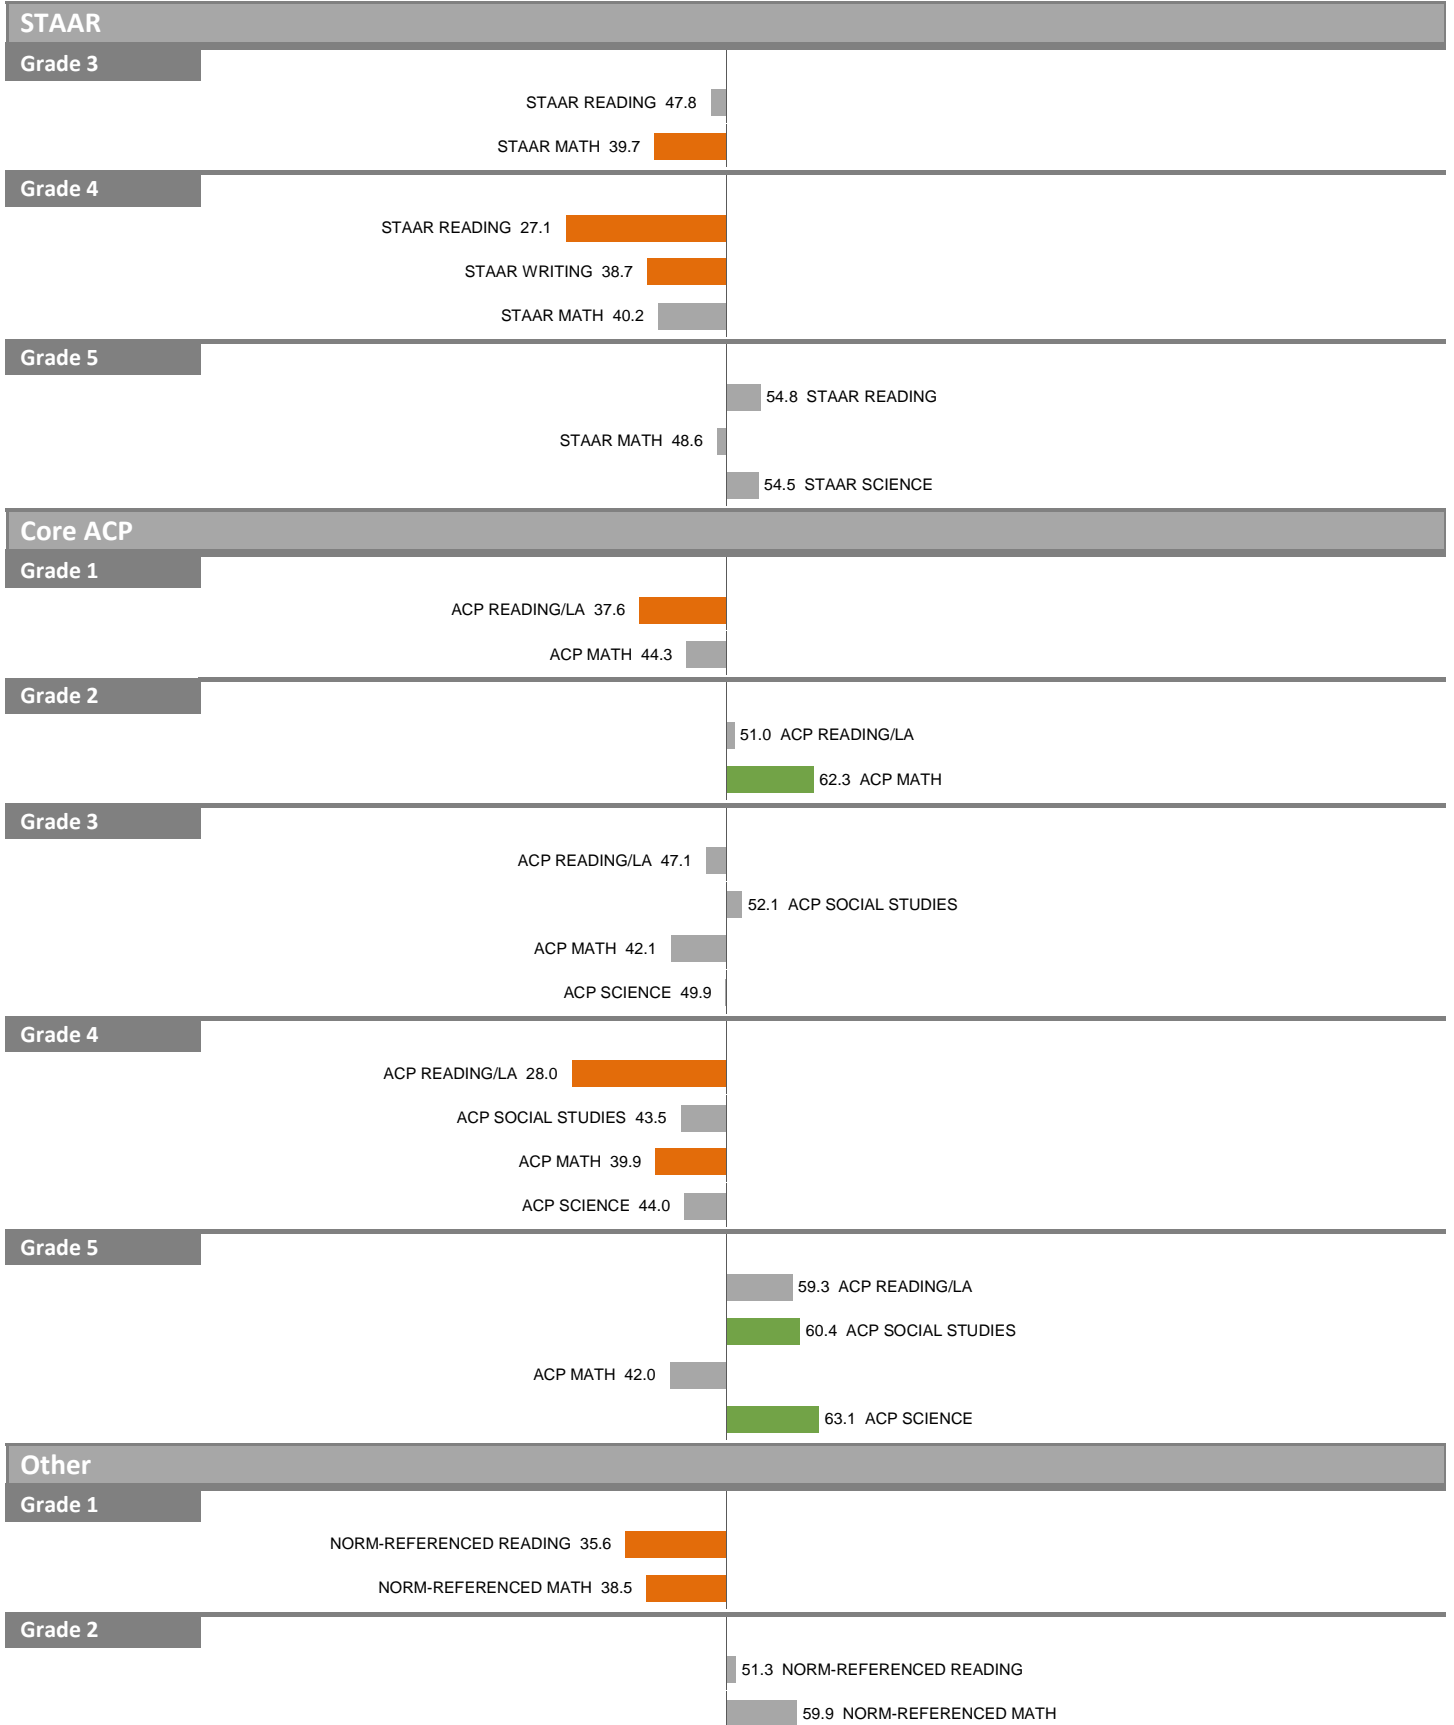 STAAR
Grade 3
STAAR READING 47.8
STAAR MATH 39.7
Grade 4
STAAR READING 27.1
STAAR WRITING 38.7
STAAR MATH 40.2
Grade 5
54.8 STAAR READING
STAAR MATH 48.6
54.5 STAAR SCIENCE
Core ACP
Grade 1
ACP READING/LA 37.6
ACP MATH 44.3
Grade 2
51.0 ACP READING/LA
62.3 ACP MATH
Grade 3
ACP READING/LA 47.1
52.1 ACP SOCIAL STUDIES
ACP MATH 42.1
ACP SCIENCE 49.9
Grade 4
ACP READING/LA 28.0
ACP SOCIAL STUDIES 43.5
ACP MATH 39.9
ACP SCIENCE 44.0
Grade 5
59.3 ACP READING/LA
60.4 ACP SOCIAL STUDIES
ACP MATH 42.0
63.1 ACP SCIENCE
Other
Grade 1
NORM-REFERENCED READING 35.6
NORM-REFERENCED MATH 38.5
Grade 2
51.3 NORM-REFERENCED READING
59.9 NORM-REFERENCED MATH